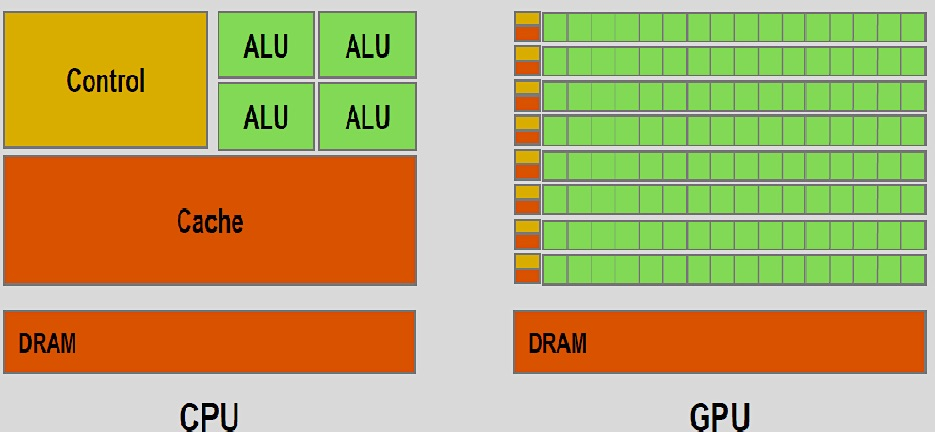 Control
ALU ALU
ALU ALU
Cache
DRAM
DRAM
CPU
GPU